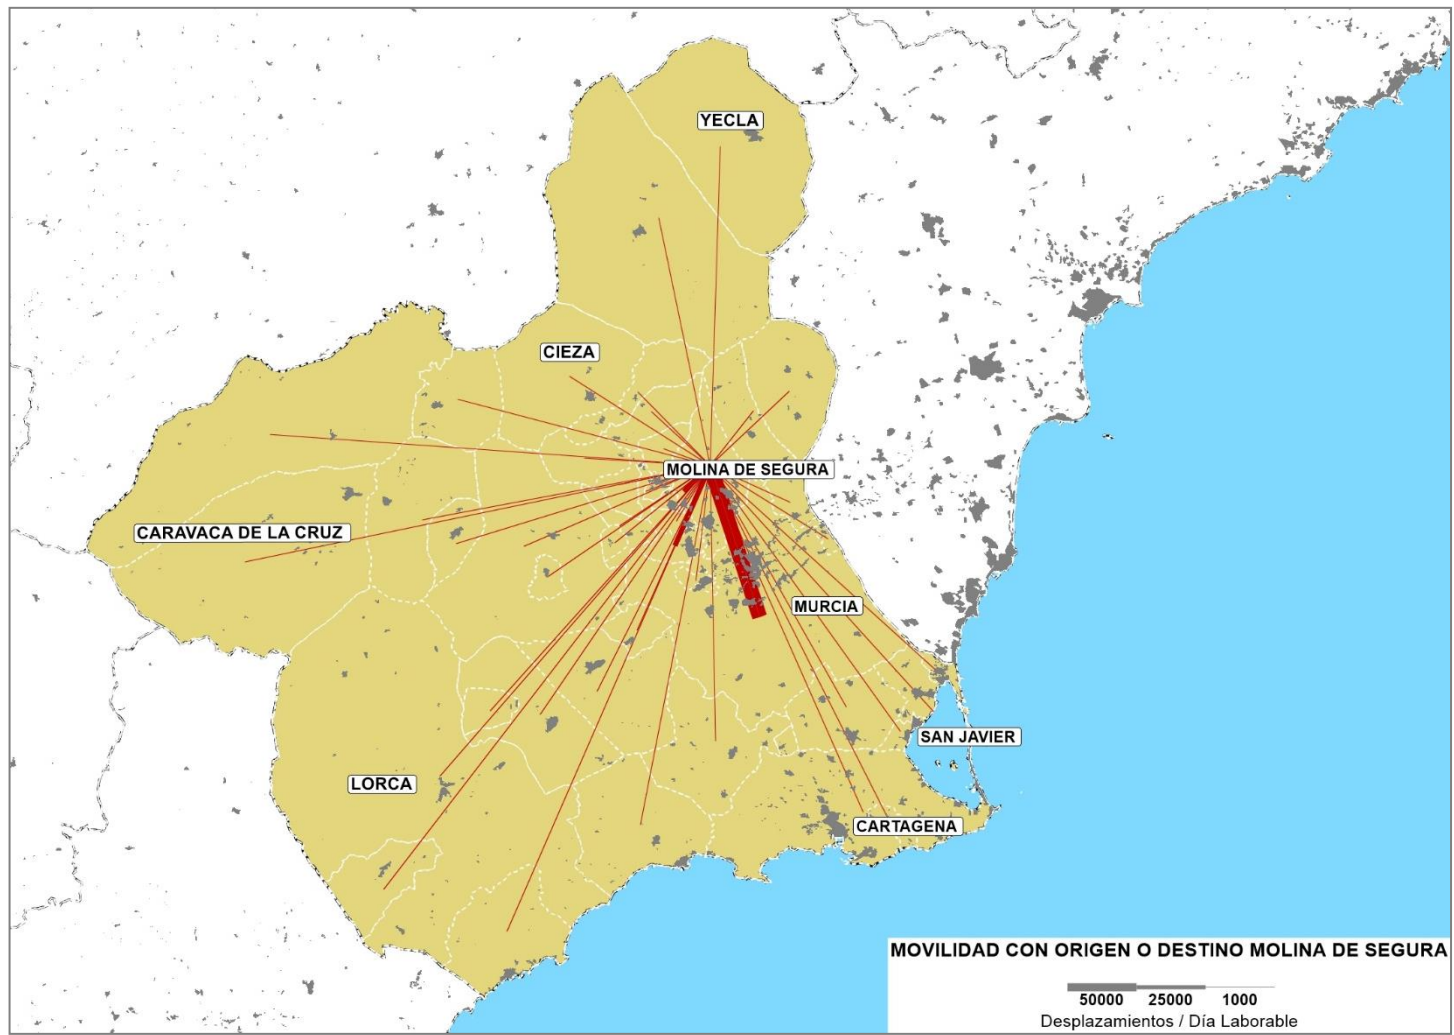 YECLA
CIEZA
MOLINA DE SEGURA
CARAVACA DE LA CRUZ
MURCIA
SAN JAVIER
LORCA
CARTAGENA
MOVILIDAD CON ORIGEN O DESTINO MOLINA DE SEGURA
50000 25000 1000
Desplazamientos / Día Laborable